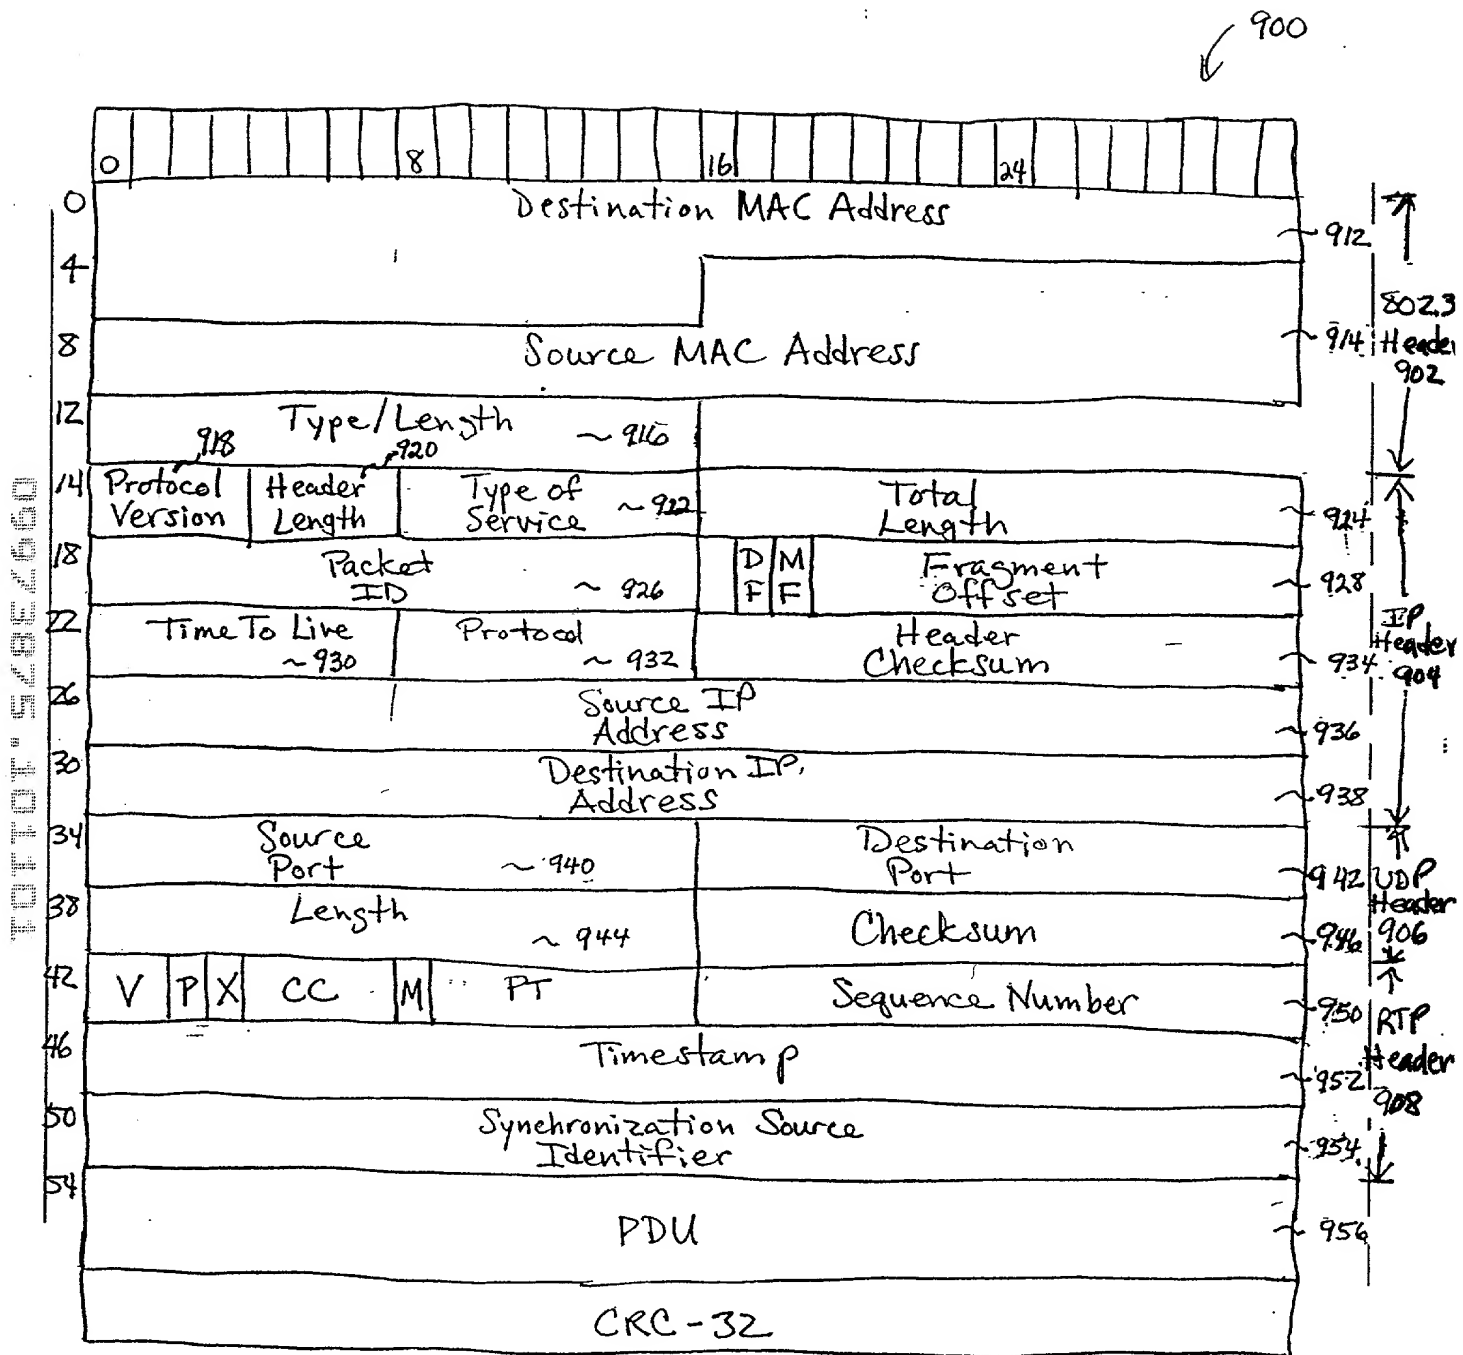 900
0 8 16 24
0 Destination MAC Address 912
4 802.3
8 Source MAC Address 914 Header
902
12 Type/Length ~ 916
918 920
14 Protocol Version Header Length Type of Service ~ 922 Total Length 924
18 Packet ID ~ 926 DF MF Fragment Offset 928
22 Time To Live ~ 930 Protocol ~ 932 Header Checksum 934
IP Header 904
26 Source IP Address 936
30 Destination IP Address 938
34 Source Port ~ 940 Destination Port 942
UDP Header 906
38 Length ~ 944 Checksum 946
42 V P X CC M PT Sequence Number 950
RTP Header 908
46 Timestamp 952
50 Synchronization Source Identifier 954
54 PDU 956
CRC-32